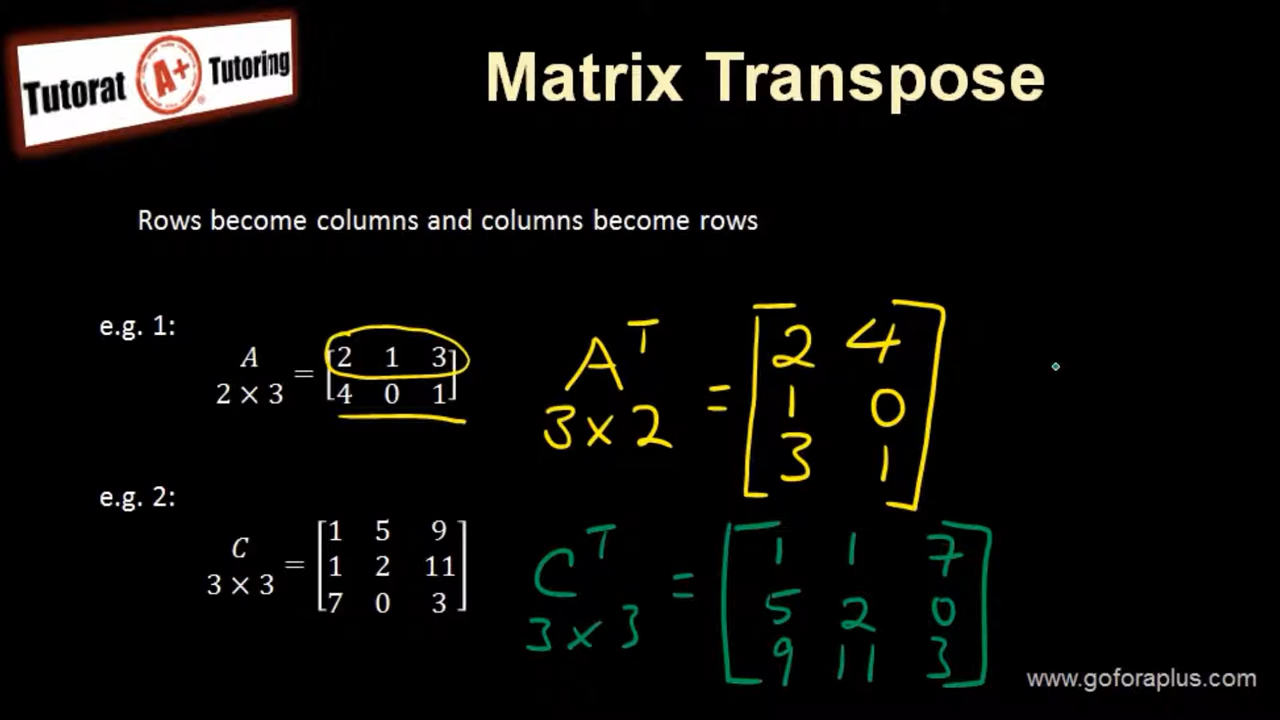 Tutorat A+ Tutoring
Matrix Transpose
Rows become columns and columns become rows
e.g. 1:
A
2 × 3
=
[2 1 3]
[4 0 1]
Aᵀ
3 x 2
=
[2 4
1 0
3 1]
e.g. 2:
C
3 × 3
=
[1 5 9
1 2 11
7 0 3]
Cᵀ
3 x 3
=
[1 1 7
5 2 0
9 11 3]
www.goforaplus.com